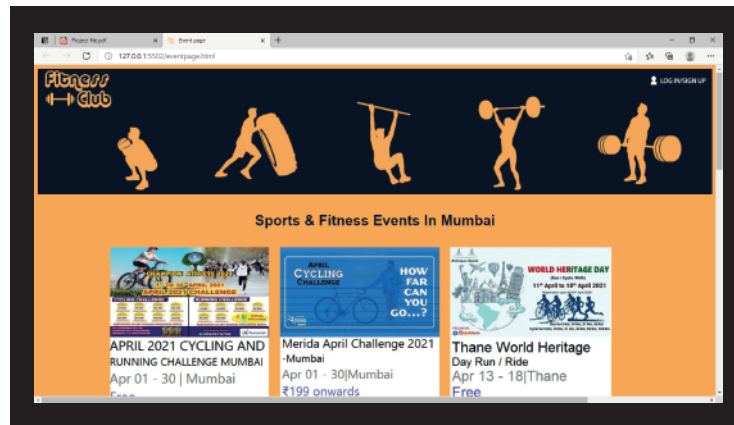 Project file.pdf
Event page
127.0.0.1:5502/eventpage.html
Fitness
Club
LOG IN/SIGN UP
Sports & Fitness Events In Mumbai
APRIL 2021 CHALLENGE
CYCLING CHALLENGE
RUNNING CHALLENGE
APRIL 2021 CYCLING AND
RUNNING CHALLENGE MUMBAI
Apr 01 - 30 | Mumbai
Free
APRIL
CYCLING
CHALLENGE
HOW
FAR
CAN
YOU
GO...?
Merida April Challenge 2021
-Mumbai
Apr 01 - 30|Mumbai
₹199 onwards
WORLD HERITAGE DAY
(Run / Cycle, Walk)
11th April to 18th April 2021
Thane World Heritage
Day Run / Ride
Apr 13 - 18|Thane
Free